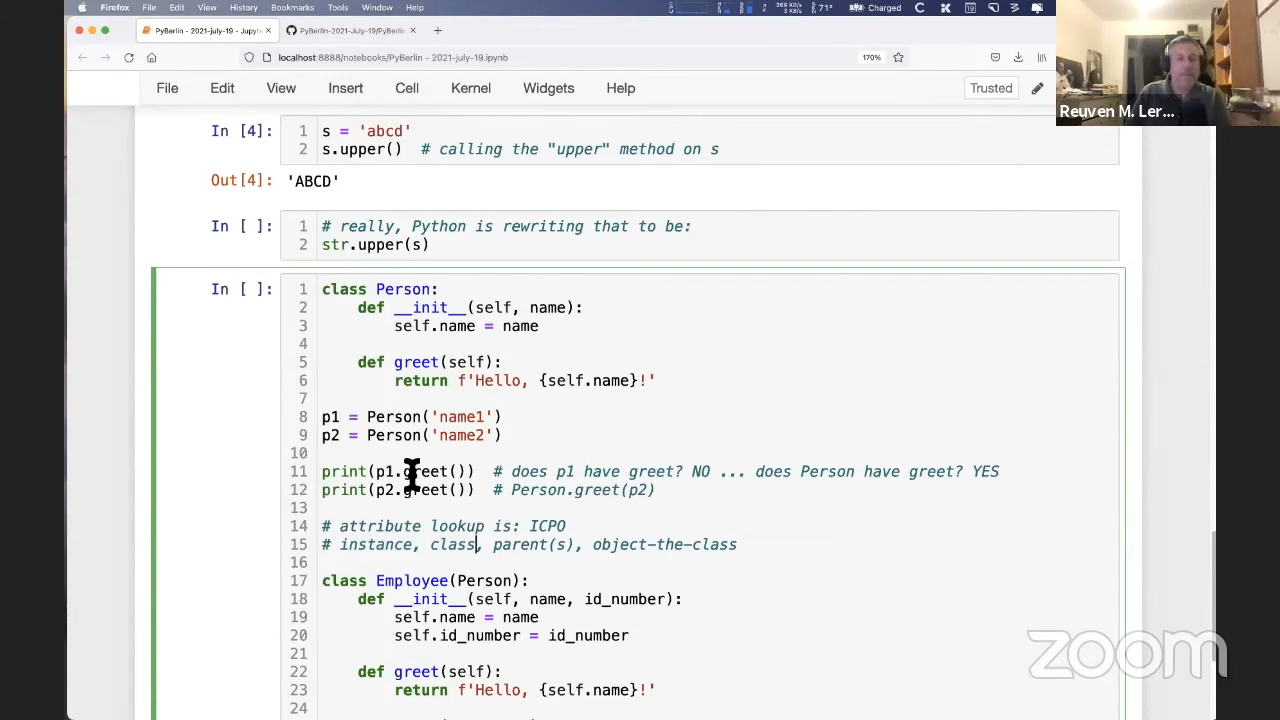 Firefox File Edit View History Bookmarks Tools Window Help 71° Charged
PyBerlin - 2021-july-19 - Jupyt
PyBerlin-2021-July-19/PyBerlin
localhost:8888/notebooks/PyBerlin - 2021-july-19.ipynb
170%
File Edit View Insert Cell Kernel Widgets Help
Trusted
Reuven M. Ler...
In [4]:
1 s = 'abcd'
2 s.upper() # calling the "upper" method on s
Out[4]: 'ABCD'
In [ ]:
1 # really, Python is rewriting that to be:
2 str.upper(s)
In [ ]:
1 class Person:
2 def __init__(self, name):
3 self.name = name
4
5 def greet(self):
6 return f'Hello, {self.name}!'
7
8 p1 = Person('name1')
9 p2 = Person('name2')
10
11 print(p1.greet()) # does p1 have greet? NO ... does Person have greet? YES
12 print(p2.greet()) # Person.greet(p2)
13
14 # attribute lookup is: ICPO
15 # instance, class, parent(s), object-the-class
16
17 class Employee(Person):
18 def __init__(self, name, id_number):
19 self.name = name
20 self.id_number = id_number
21
22 def greet(self):
23 return f'Hello, {self.name}!'
24
zoom